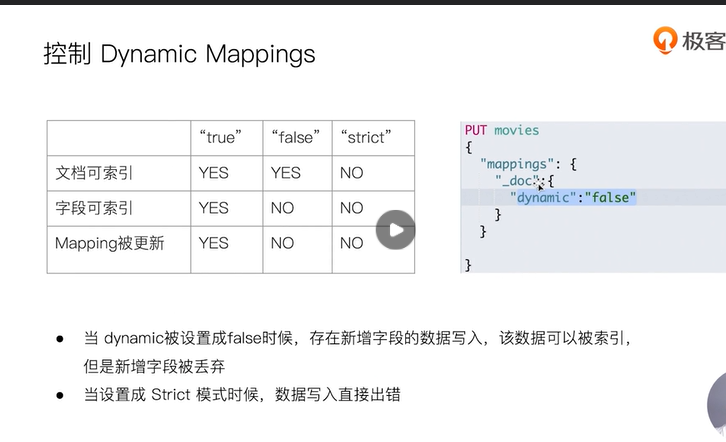 控制 Dynamic Mappings
极客
“true” “false” “strict”
文档可索引 YES YES NO
字段可索引 YES NO NO
Mapping被更新 YES NO NO
PUT movies
{
"mappings": {
"_doc":{
"dynamic":"false"
}
}
}
● 当 dynamic被设置成false时候，存在新增字段的数据写入，该数据可以被索引，
但是新增字段被丢弃
● 当设置成 Strict 模式时候，数据写入直接出错